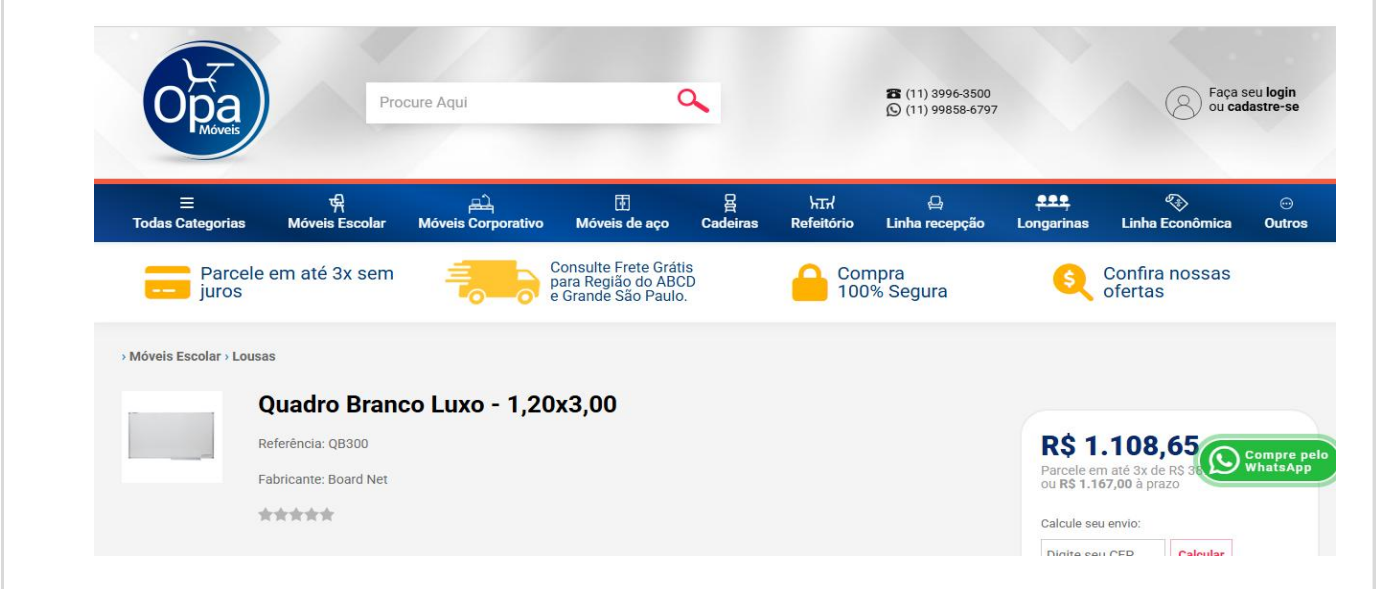 Opa
Móveis
Procure Aqui
(11) 3996-3500
(11) 99858-6797
Faça seu login
ou cadastre-se
Todas Categorias
Móveis Escolar
Móveis Corporativo
Móveis de aço
Cadeiras
Refeitório
Linha recepção
Longarinas
Linha Econômica
Outros
Parcele em até 3x sem
juros
Consulte Frete Grátis
para Região do ABCD
e Grande São Paulo.
Compra
100% Segura
Confira nossas
ofertas
› Móveis Escolar › Lousas
Quadro Branco Luxo - 1,20x3,00
Referência: QB300
Fabricante: Board Net
R$ 1.108,65
Parcele em até 3x de R$
ou R$ 1.167,00 à prazo
Compre pelo
WhatsApp
Calcule seu envio:
Digite seu CEP
Calcular